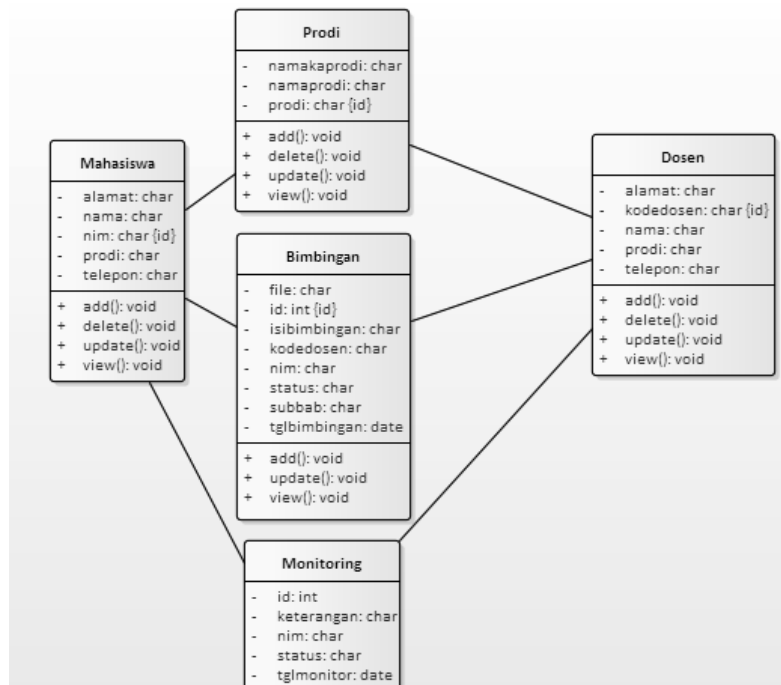 Prodi
- namakaprodi: char
- namaprodi: char
- prodi: char {id}
+ add(): void
+ delete(): void
+ update(): void
+ view(): void
Mahasiswa
- alamat: char
- nama: char
- nim: char {id}
- prodi: char
- telepon: char
+ add(): void
+ delete(): void
+ update(): void
+ view(): void
Dosen
- alamat: char
- kodedosen: char {id}
- nama: char
- prodi: char
- telepon: char
+ add(): void
+ delete(): void
+ update(): void
+ view(): void
Bimbingan
- file: char
- id: int {id}
- isibimbingan: char
- kodedosen: char
- nim: char
- status: char
- subbab: char
- tglbimbingan: date
+ add(): void
+ update(): void
+ view(): void
Monitoring
- id: int
- keterangan: char
- nim: char
- status: char
- tglmonitor: date